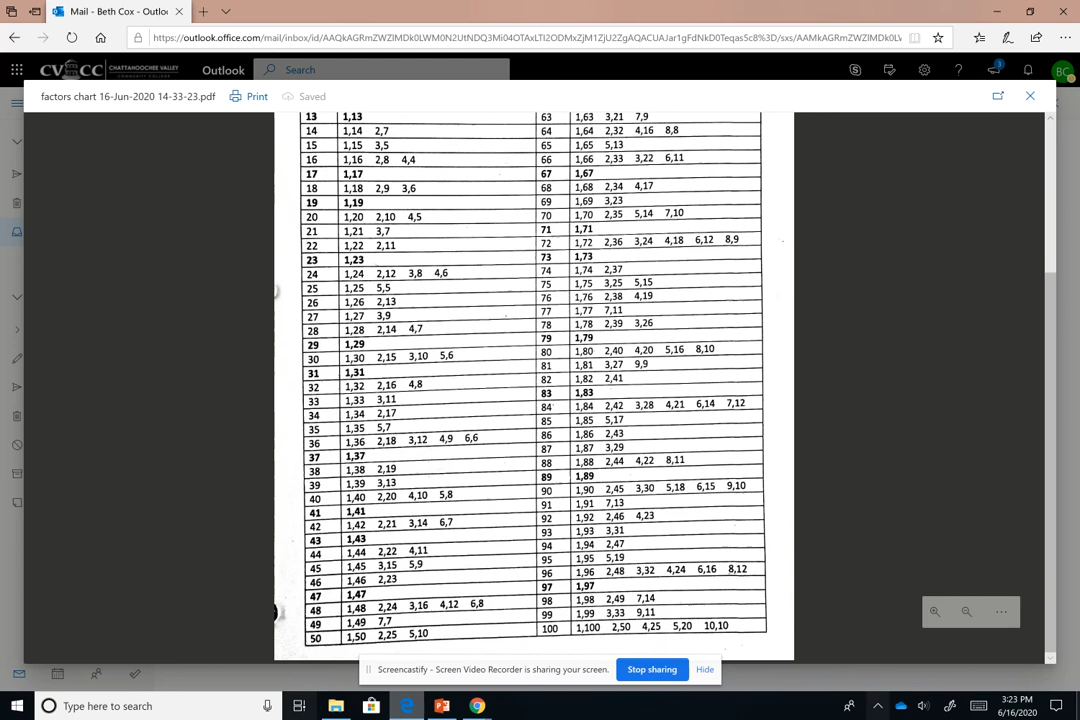 Mail - Beth Cox - Outlo
https://outlook.office.com/mail/inbox/id/
CVCC CHATTAHOOCHEE VALLEY COMMUNITY COLLEGE Outlook Search 3 BC
factors chart 16-Jun-2020 14-33-23.pdf Print Saved
13 1,13 63 1,63 3,21 7,9
14 1,14 2,7 64 1,64 2,32 4,16 8,8
15 1,15 3,5 65 1,65 5,13
16 1,16 2,8 4,4 66 1,66 2,33 3,22 6,11
17 1,17 67 1,67
18 1,18 2,9 3,6 68 1,68 2,34 4,17
19 1,19 69 1,69 3,23
20 1,20 2,10 4,5 70 1,70 2,35 5,14 7,10
21 1,21 3,7 71 1,71
22 1,22 2,11 72 1,72 2,36 3,24 4,18 6,12 8,9
23 1,23 73 1,73
24 1,24 2,12 3,8 4,6 74 1,74 2,37
25 1,25 5,5 75 1,75 3,25 5,15
26 1,26 2,13 76 1,76 2,38 4,19
27 1,27 3,9 77 1,77 7,11
28 1,28 2,14 4,7 78 1,78 2,39 3,26
29 1,29 79 1,79
30 1,30 2,15 3,10 5,6 80 1,80 2,40 4,20 5,16 8,10
31 1,31 81 1,81 3,27 9,9
32 1,32 2,16 4,8 82 1,82 2,41
33 1,33 3,11 83 1,83
34 1,34 2,17 84 1,84 2,42 3,28 4,21 6,14 7,12
35 1,35 5,7 85 1,85 5,17
36 1,36 2,18 3,12 4,9 6,6 86 1,86 2,43
37 1,37 87 1,87 3,29
38 1,38 2,19 88 1,88 2,44 4,22 8,11
39 1,39 3,13 89 1,89
40 1,40 2,20 4,10 5,8 90 1,90 2,45 3,30 5,18 6,15 9,10
41 1,41 91 1,91 7,13
42 1,42 2,21 3,14 6,7 92 1,92 2,46 4,23
43 1,43 93 1,93 3,31
44 1,44 2,22 4,11 94 1,94 2,47
45 1,45 3,15 5,9 95 1,95 5,19
46 1,46 2,23 96 1,96 2,48 3,32 4,24 6,16 8,12
47 1,47 97 1,97
48 1,48 2,24 3,16 4,12 6,8 98 1,98 2,49 7,14
49 1,49 7,7 99 1,99 3,33 9,11
50 1,50 2,25 5,10 100 1,100 2,50 4,25 5,20 10,10
Screencastify - Screen Video Recorder is sharing your screen. Stop sharing Hide
Type here to search
3:23 PM
6/16/2020